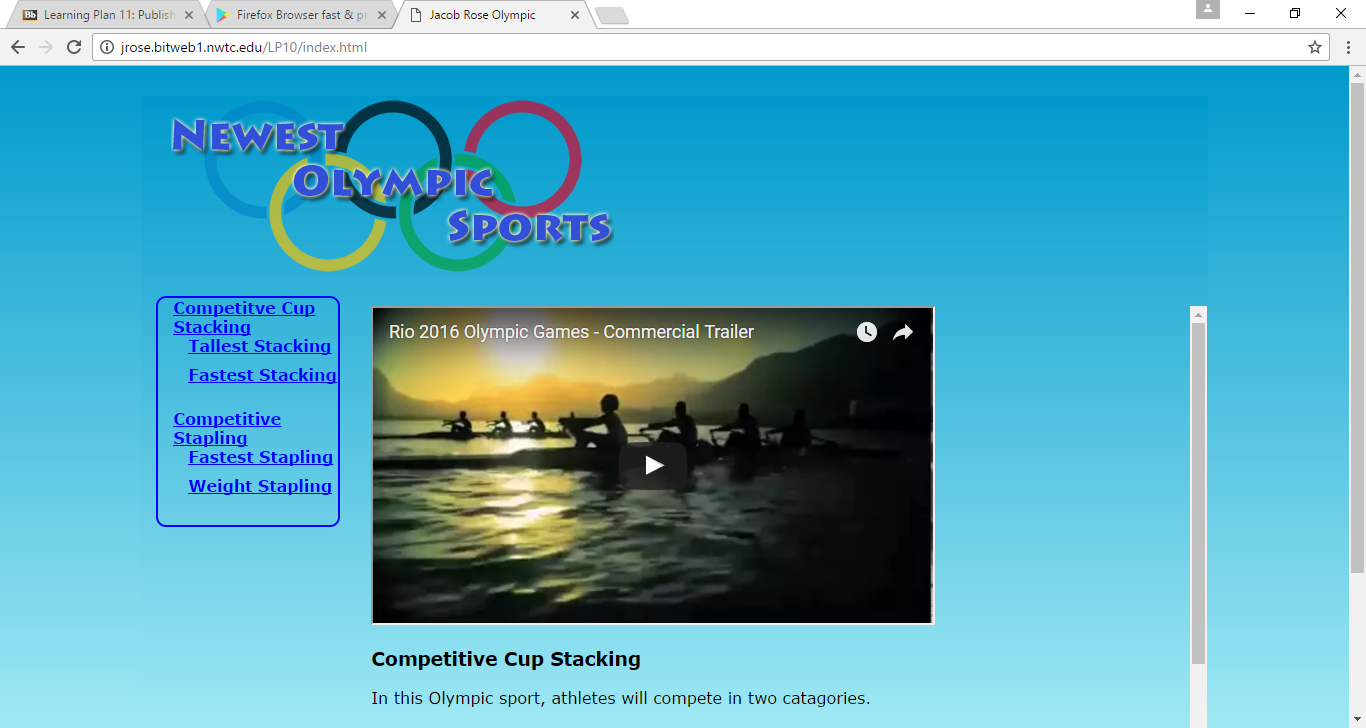 Bb Learning Plan 11: Publish
Firefox Browser fast & pr
Jacob Rose Olympic
jrose.bitweb1.nwtc.edu/LP10/index.html
Newest
Olympic
Sports
Competitve Cup
Stacking
Tallest Stacking
Fastest Stacking
Competitive
Stapling
Fastest Stapling
Weight Stapling
Rio 2016 Olympic Games - Commercial Trailer
Competitive Cup Stacking
In this Olympic sport, athletes will compete in two catagories.